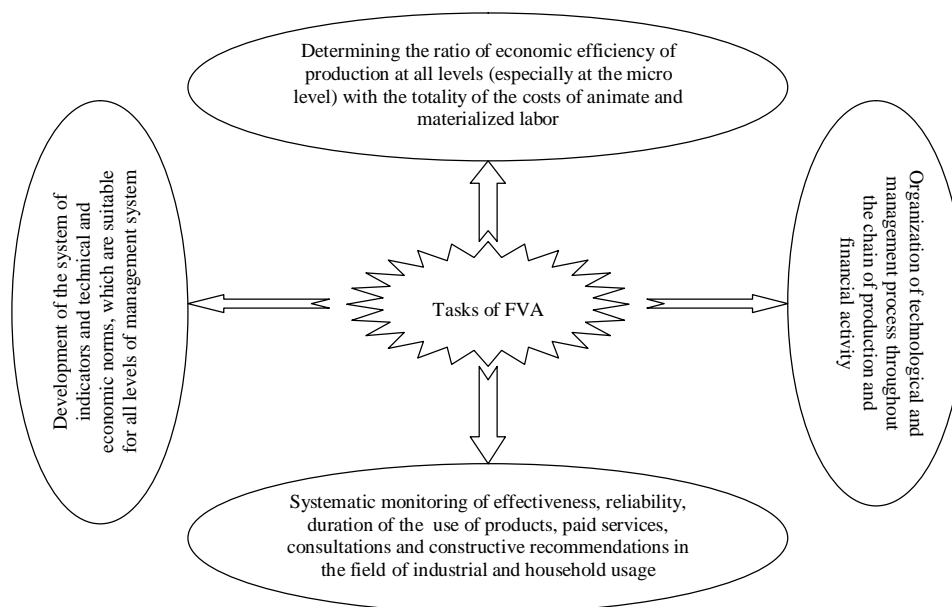 Determining the ratio of economic efficiency of
production at all levels (especially at the micro
level) with the totality of the costs of animate and
materialized labor
Development of the system of
indicators and technical and
economic norms, which are suitable
for all levels of management system
Tasks of FVA
Organization of technological and
management process throughout
the chain of production and
financial activity
Systematic monitoring of effectiveness, reliability,
duration of the use of products, paid services,
consultations and constructive recommendations in
the field of industrial and household usage